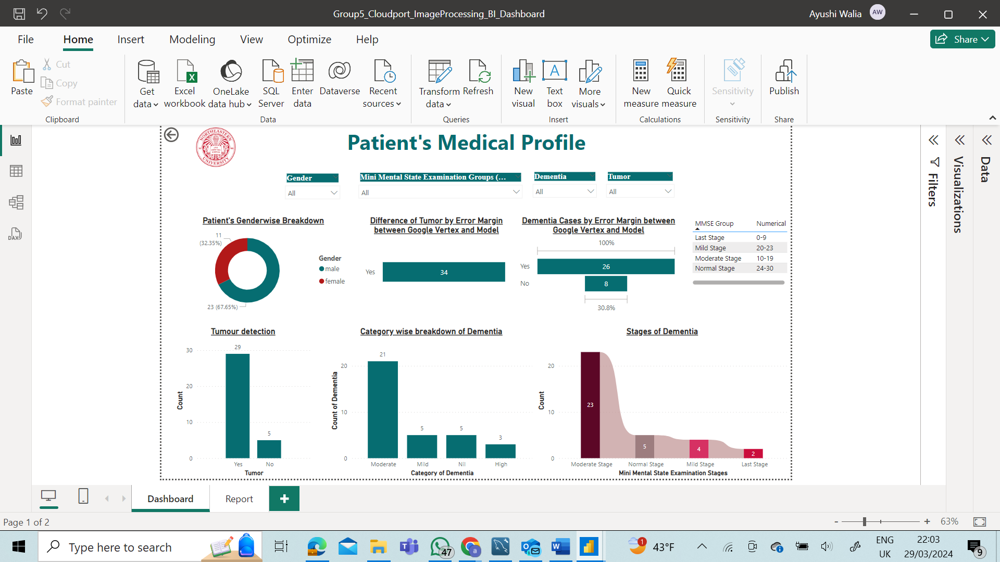 Group5_Cloudport_ImageProcessing_BI_Dashboard
Ayushi Walia
AW
File
Home
Insert
Modeling
View
Optimize
Help
Share
Paste
Cut
Copy
Format painter
Clipboard
Get data
Excel workbook
OneLake data hub
SQL Server
Enter data
Dataverse
Recent sources
Data
Transform data
Refresh
Queries
New visual
Text box
More visuals
Insert
New measure
Quick measure
Calculations
Sensitivity
Sensitivity
Publish
Share
NORTHEASTERN
UNIVERSITY
Patient's Medical Profile
Gender
All
Mini Mental State Examination Groups (...
All
Dementia
All
Tumor
All
Patient's Genderwise Breakdown
11
(32.35%)
23 (67.65%)
Gender
male
female
Difference of Tumor by Error Margin
between Google Vertex and Model
Yes
34
Dementia Cases by Error Margin between
Google Vertex and Model
100%
Yes
26
No
8
30.8%
MMSE Group Numerical
Last Stage 0-9
Mild Stage 20-23
Moderate Stage 10-19
Normal Stage 24-30
Tumour detection
Count
30
20
10
0
29
5
Yes
No
Tumor
Category wise breakdown of Dementia
Count of Dementia
20
10
0
21
5
5
3
Moderate
Mild
Nil
High
Category of Dementia
Stages of Dementia
Count
20
10
0
23
5
4
2
Moderate Stage
Normal Stage
Mild Stage
Last Stage
Mini Mental State Examination Stages
Filters
Visualizations
Data
DAX
Dashboard
Report
+
Page 1 of 2
- + 63%
Type here to search
47
a
1
43°F
ENG
UK
22:03
29/03/2024
9